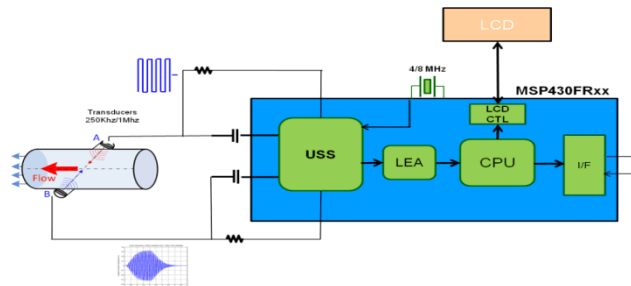 LCD
4/8 MHz
MSP430FRxx
Transducers
250Khz/1Mhz
A
LCD
CTL
USS
LEA
CPU
I/F
Flow
B